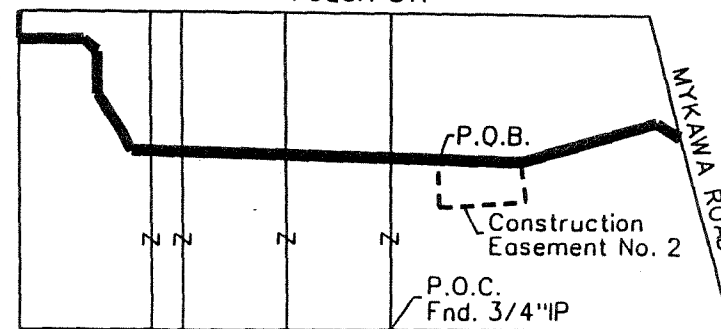 P.O.B.
MYKAWA ROAD
Construction
Easement No. 2
P.O.C.
Fnd. 3/4"IP